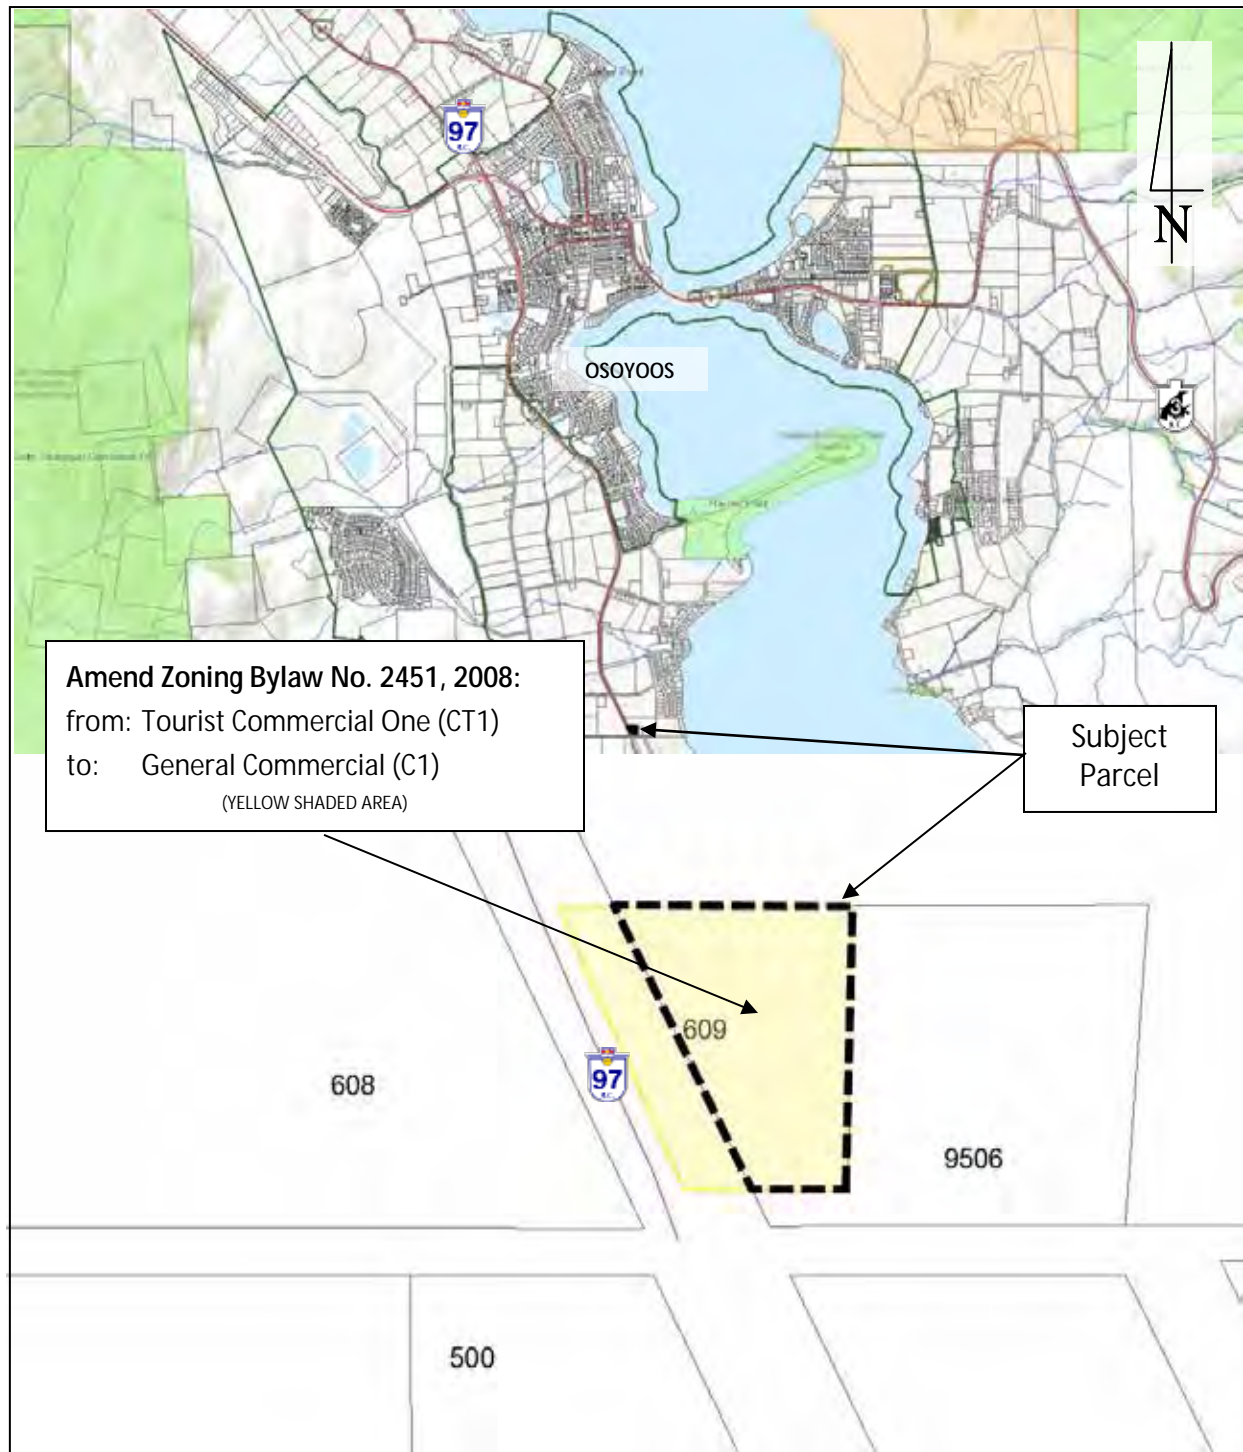 97
B.C.
N
OSOYOOS
3
Amend Zoning Bylaw No. 2451, 2008:
from: Tourist Commercial One (CT1)
to: General Commercial (C1)
(YELLOW SHADED AREA)
Subject
Parcel
609
608
97
B.C.
9506
500